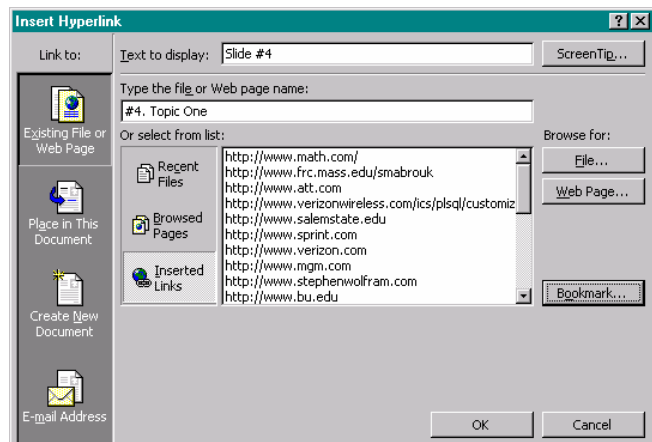 Insert Hyperlink
Link to:
Text to display: Slide #4
ScreenTip...
Type the file or Web page name:
#4. Topic One
Or select from list:
Browse for:
Existing File or
Web Page
Place in This
Document
Create New
Document
E-mail Address
Recent
Files
Browsed
Pages
Inserted
Links
http://www.math.com/
http://www.frc.mass.edu/smabrouk
http://www.att.com
http://www.verizonwireless.com/ics/plsql/customiz
http://www.salemstate.edu
http://www.sprint.com
http://www.verizon.com
http://www.mgm.com
http://www.stephenwolfram.com
http://www.bu.edu
File...
Web Page...
Bookmark...
OK
Cancel